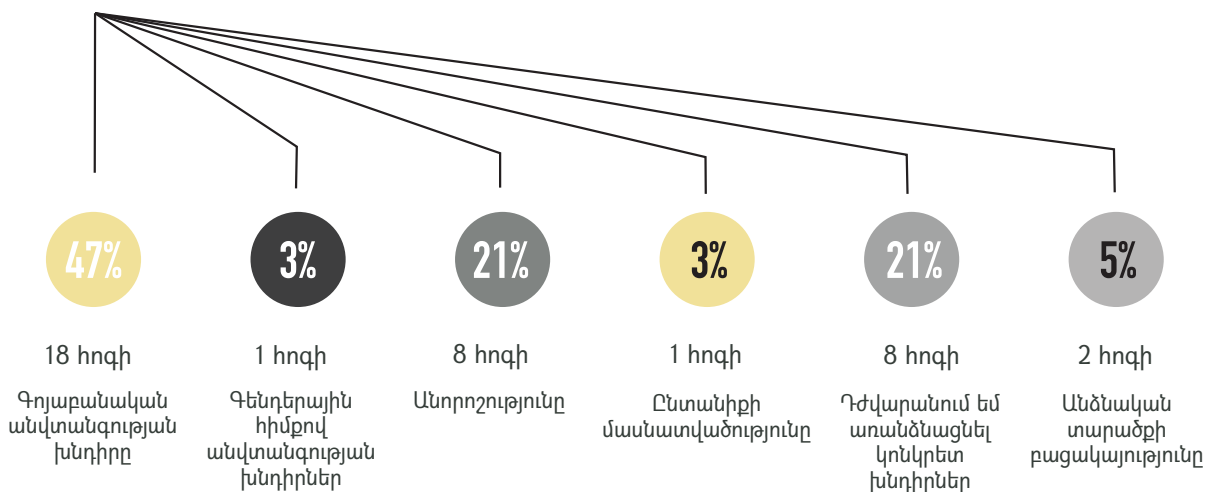 47%
3%
21%
3%
21%
5%
18 հոգի
1 հոգի
8 հոգի
1 հոգի
8 հոգի
2 հոգի
Գոյաբանական
անվտանգության
խնդիրը
Գենդերային
հիմքով
անվտանգության
խնդիրներ
Անորոշությունը
Ընտանիքի
մասնատվածությունը
Դժվարանում եմ
առանձնացնել
կոնկրետ
խնդիրներ
Անձնական
տարածքի
բացակայությունը